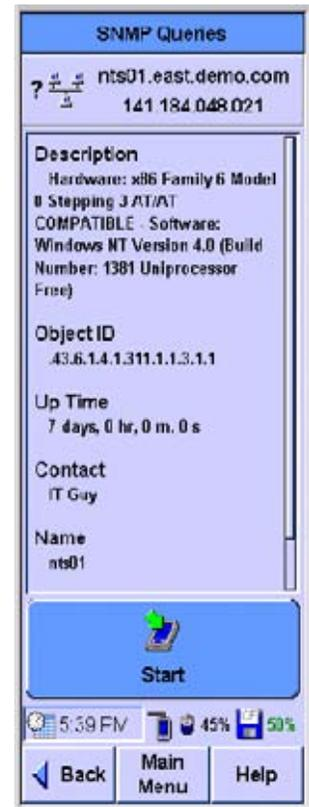 SNMP Queries
? nts01.east.demo.com
141.184.048.021
Description
Hardware: x86 Family 6 Model
0 Stepping 3 AT/AT
COMPATIBLE - Software:
Windows NT Version 4.0 (Build
Number: 1381 Uniprocessor
Free)
Object ID
.43.6.1.4.1.311.1.1.3.1.1
Up Time
7 days, 0 hr, 0 m. 0 s
Contact
IT Guy
Name
nts01
Start
5:39 PM
45%
50%
Back
Main
Menu
Help